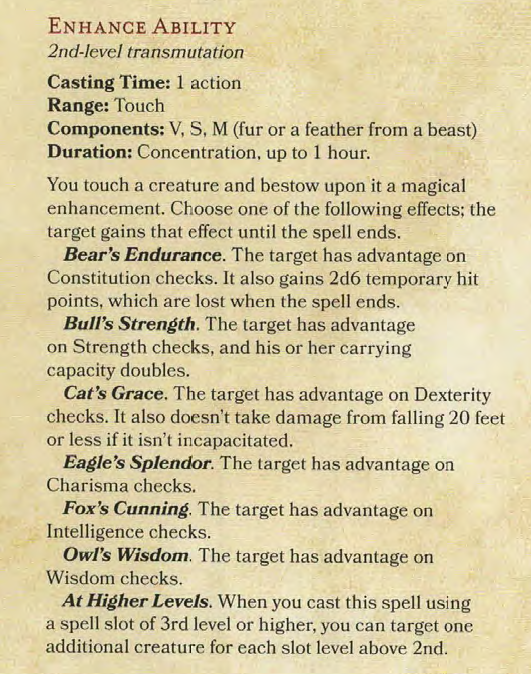 ENHANCE ABILITY
2nd-level transmutation
Casting Time: 1 action
Range: Touch
Components: V, S, M (fur or a feather from a beast)
Duration: Concentration, up to 1 hour.
You touch a creature and bestow upon it a magical
enhancement. Choose one of the following effects; the
target gains that effect until the spell ends.
Bear's Endurance. The target has advantage on
Constitution checks. It also gains 2d6 temporary hit
points, which are lost when the spell ends.
Bull's Strength. The target has advantage
on Strength checks, and his or her carrying
capacity doubles.
Cat's Grace. The target has advantage on Dexterity
checks. It also doesn't take damage from falling 20 feet
or less if it isn't incapacitated.
Eagle's Splendor. The target has advantage on
Charisma checks.
Fox's Cunning. The target has advantage on
Intelligence checks.
Owl's Wisdom. The target has advantage on
Wisdom checks.
At Higher Levels. When you cast this spell using
a spell slot of 3rd level or higher, you can target one
additional creature for each slot level above 2nd.